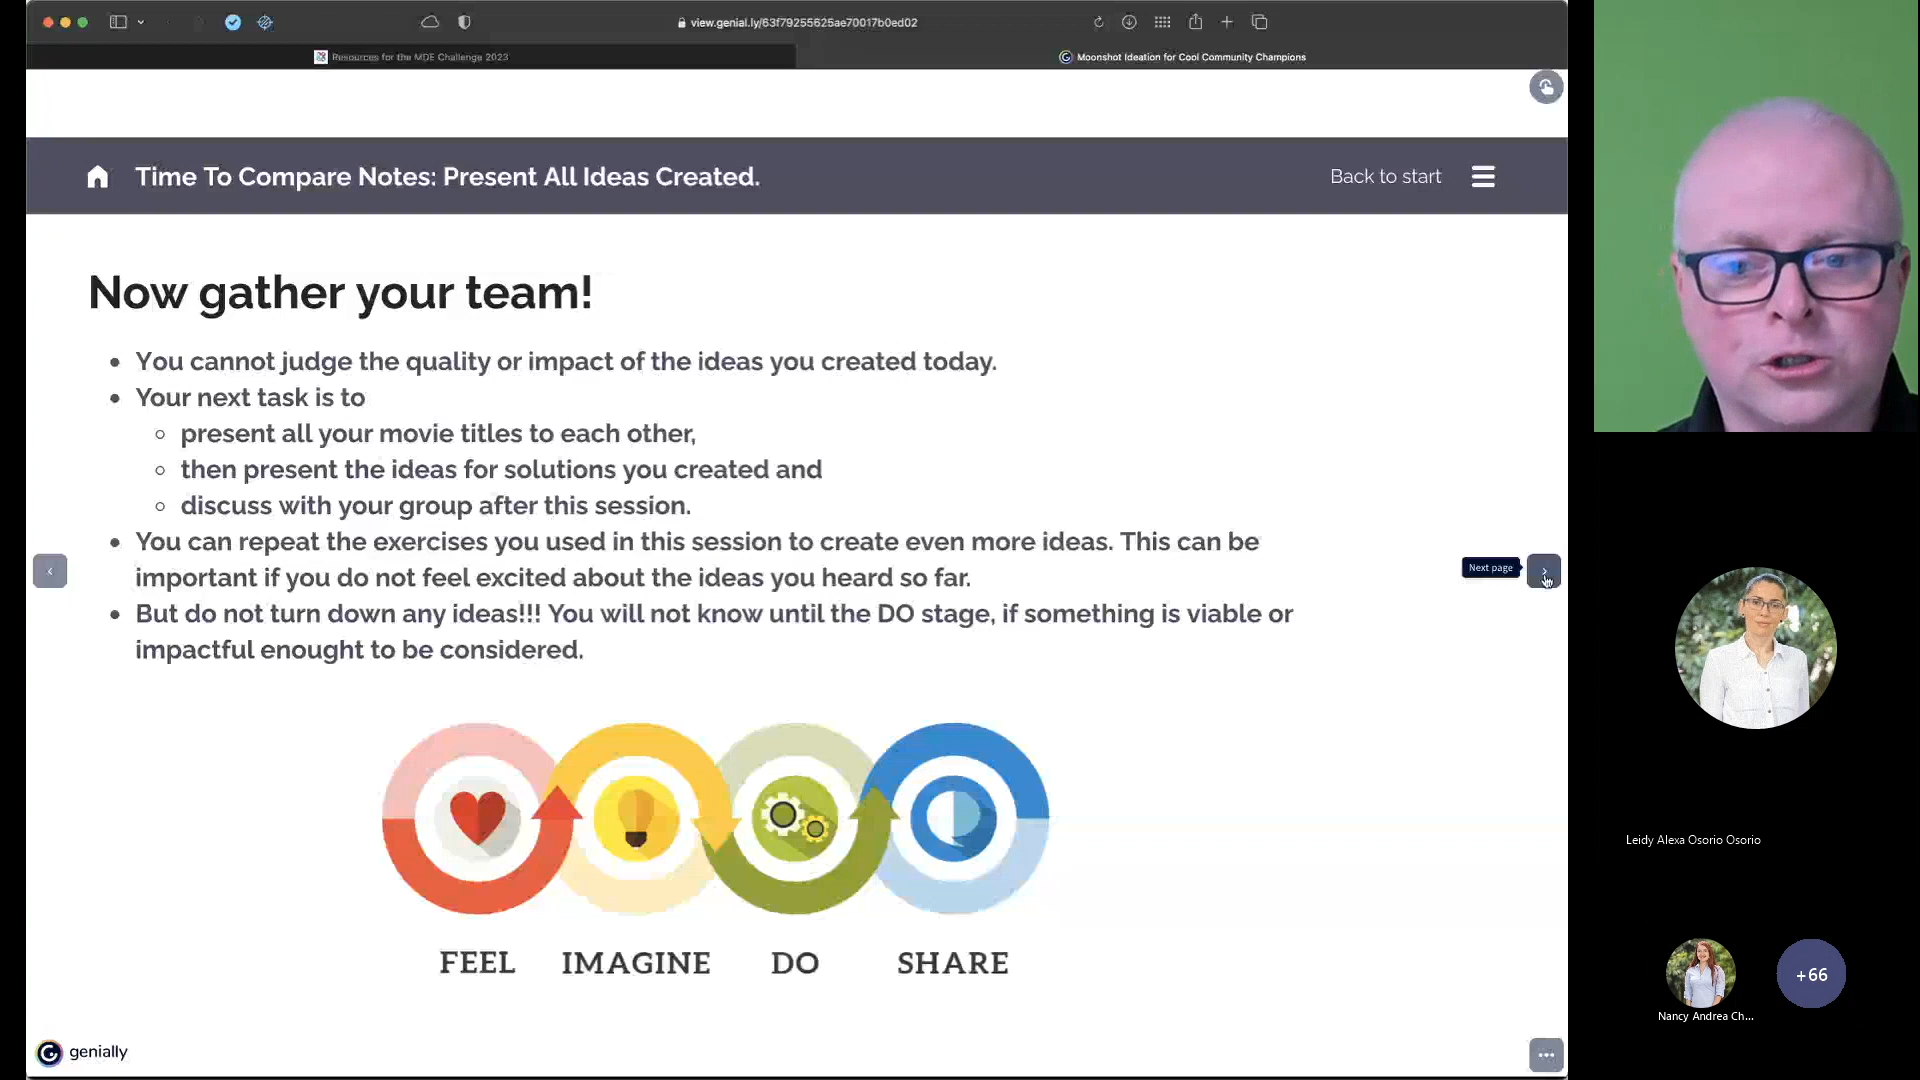 view.genial.ly/63f79255625ae70017b0ed02
Resources for the MDE Challenge 2023
Moonshot Ideation for Cool Community Champions
Time To Compare Notes: Present All Ideas Created.
Back to start
Now gather your team!
You cannot judge the quality or impact of the ideas you created today.
Your next task is to
present all your movie titles to each other,
then present the ideas for solutions you created and
discuss with your group after this session.
You can repeat the exercises you used in this session to create even more ideas. This can be
important if you do not feel excited about the ideas you heard so far.
Next page
But do not turn down any ideas!!! You will not know until the DO stage, if something is viable or
impactful enought to be considered.
FEEL IMAGINE DO SHARE
genially
Leidy Alexa Osorio Osorio
+66
Nancy Andrea Ch...